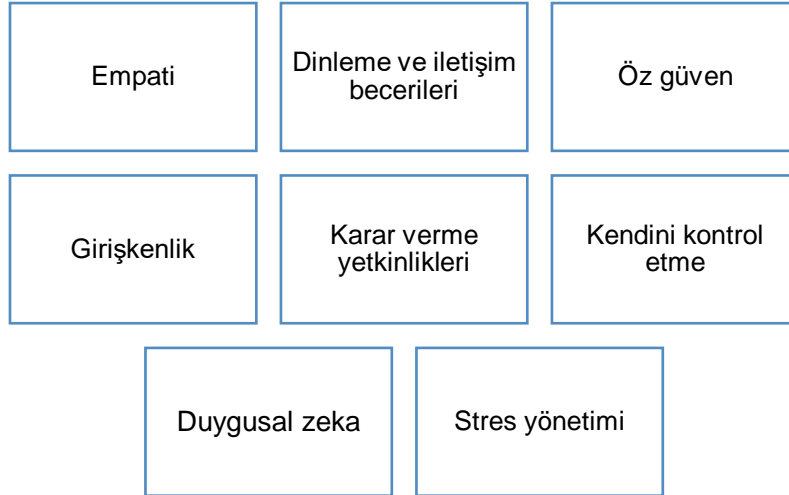 Empati
Dinleme ve iletişim
becerileri
Öz güven
Girişkenlik
Karar verme
yetkinlikleri
Kendini kontrol
etme
Duygusal zeka
Stres yönetimi